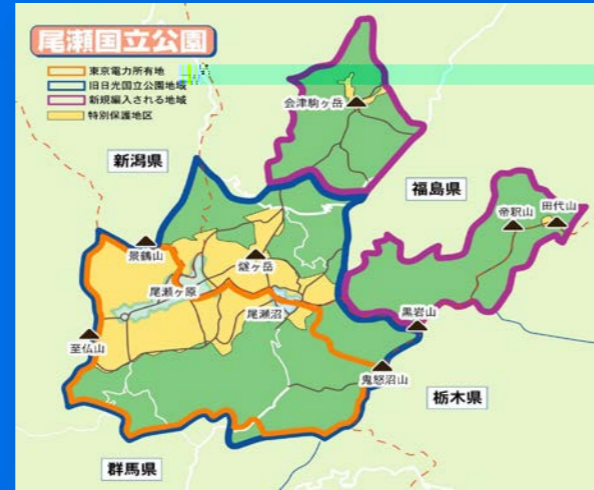 尾瀬国立公園
東京電力所有地
旧日光国立公園地域
新規編入される地域
特別保護地区
会津駒ヶ岳
新潟県
福島県
帝釈山
田代山
景鶴山
燧ヶ岳
尾瀬ヶ原
尾瀬沼
黒岩山
至仏山
鬼怒沼山
栃木県
群馬県